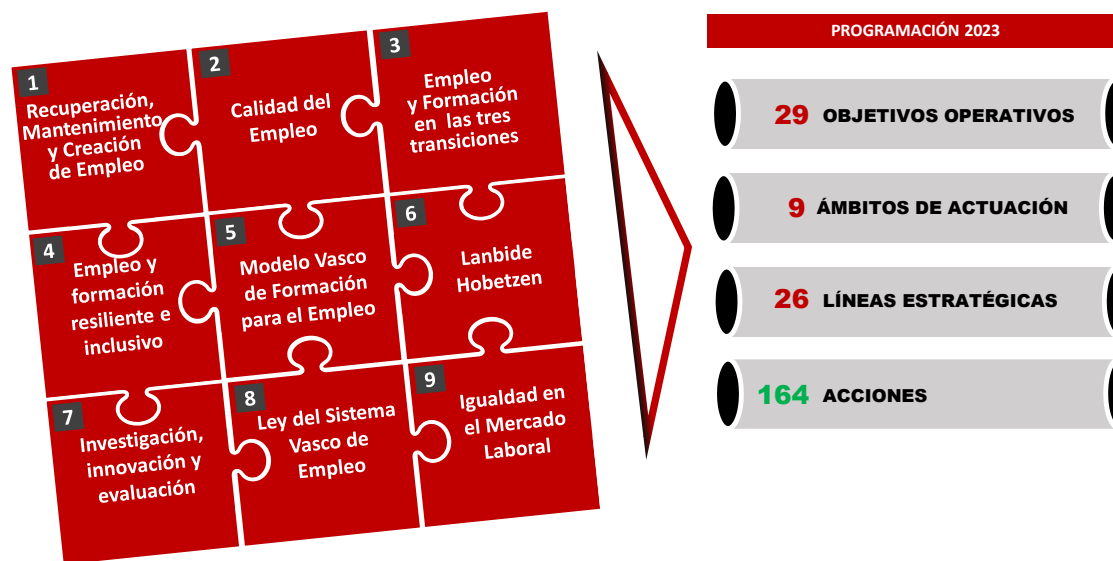 1
Recuperación,
Mantenimiento
y Creación
de Empleo
2
Calidad del
Empleo
3
Empleo
y Formación
en las tres
transiciones
4
Empleo y
formación
resiliente e
inclusivo
5
Modelo Vasco
de Formación
para el Empleo
6
Lanbide
Hobetzen
7
Investigación,
innovación y
evaluación
8
Ley del Sistema
Vasco de
Empleo
9
Igualdad en
el Mercado
Laboral
PROGRAMACIÓN 2023
29 OBJETIVOS OPERATIVOS
9 ÁMBITOS DE ACTUACIÓN
26 LÍNEAS ESTRATÉGICAS
164 ACCIONES